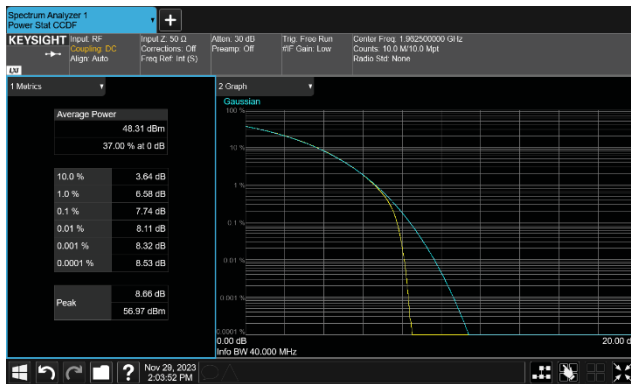 Spectrum Analyzer 1
Power Stat CCDF
KEYSIGHT
Input: RF
Coupling: DC
Align: Auto
Input Z: 50 Ω
Corrections: Off
Freq Ref: Int (S)
Atten: 30 dB
Preamp: Off
Trig: Free Run
#IF Gain: Low
Center Freq: 1.962500000 GHz
Counts: 10.0 M/10.0 Mpt
Radio Std: None
LXI
1 Metrics
Average Power
48.31 dBm
37.00 % at 0 dB
10.0 % 3.64 dB
1.0 % 6.58 dB
0.1 % 7.74 dB
0.01 % 8.11 dB
0.001 % 8.32 dB
0.0001 % 8.53 dB
Peak
8.66 dB
56.97 dBm
2 Graph
Gaussian
100 %
10 %
1 %
0.1 %
0.01 %
0.001 %
0.0001 %
0.00 dB
20.00 d
Info BW 40.000 MHz
Nov 29, 2023
2:03:52 PM